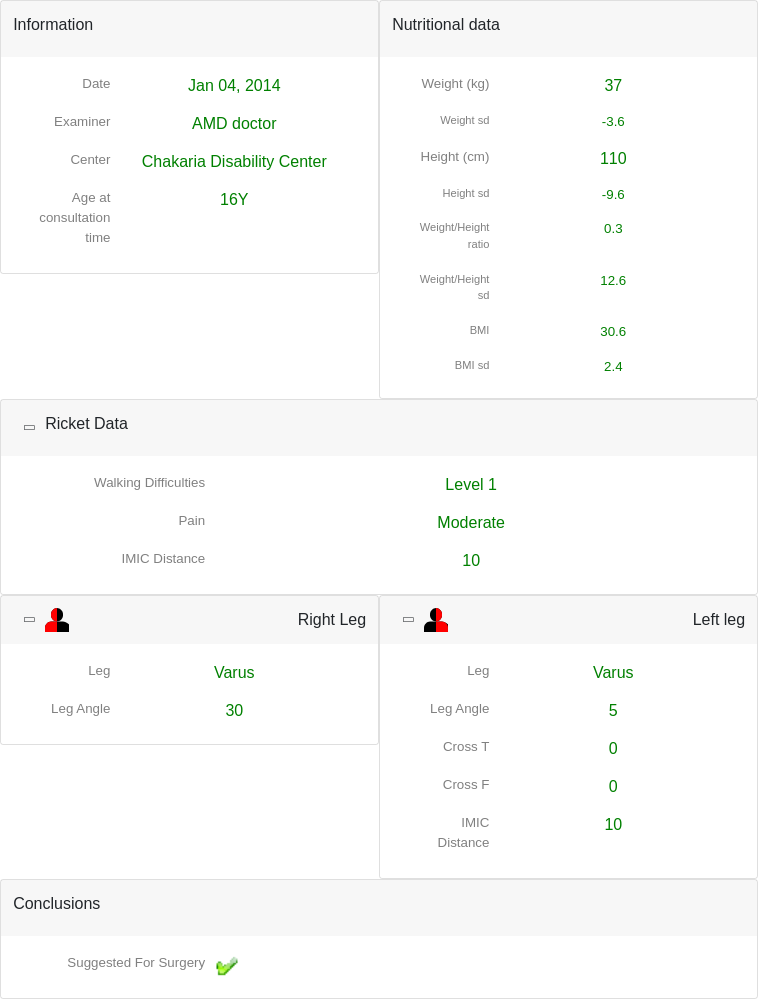 Information
Date Jan 04, 2014
Examiner AMD doctor
Center Chakaria Disability Center
Age at 16Y
consultation
time
Nutritional data
Weight (kg) 37
Weight sd -3.6
Height (cm) 110
Height sd -9.6
Weight/Height 0.3
ratio
Weight/Height 12.6
sd
BMI 30.6
BMI sd 2.4
Ricket Data
Walking Difficulties Level 1
Pain Moderate
IMIC Distance 10
Right Leg
Leg Varus
Leg Angle 30
Left leg
Leg Varus
Leg Angle 5
Cross T 0
Cross F 0
IMIC 10
Distance
Conclusions
Suggested For Surgery